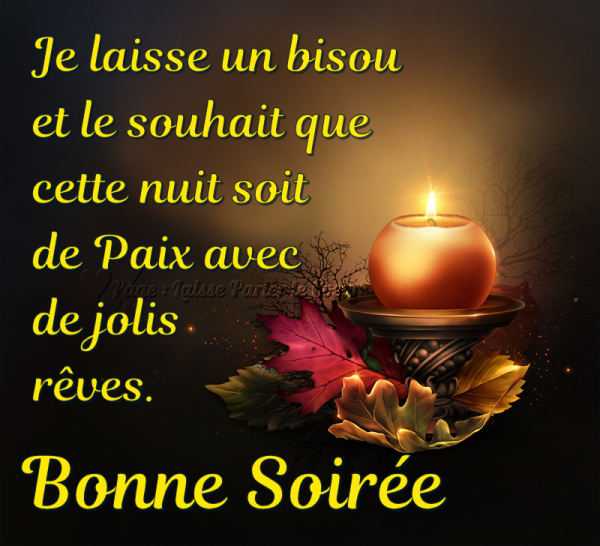 Je laisse un bisou
et le souhait que
cette nuit soit
de Paix avec
Page : Laisse Parler le
de jolis
rêves.
Bonne Soirée